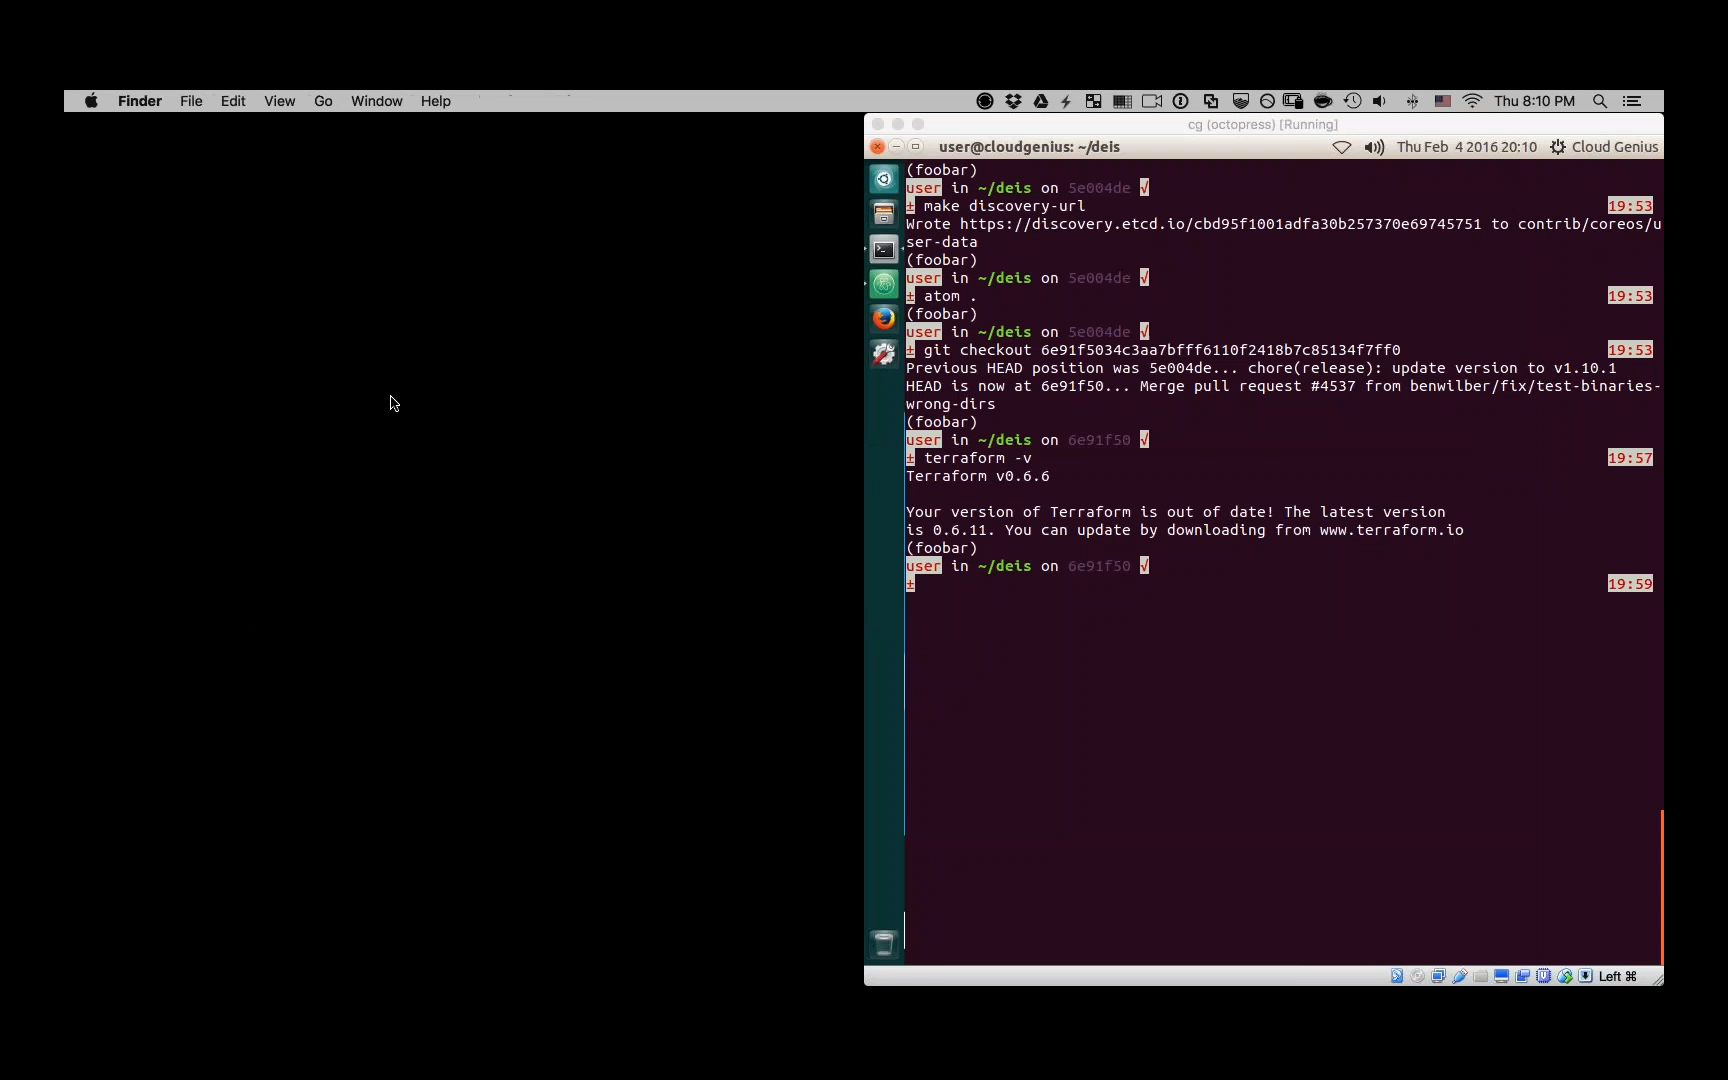 Finder File Edit View Go Window Help Thu 8:10 PM
cg (octopress) [Running]
user@cloudgenius: ~/deis Thu Feb 4 2016 20:10 Cloud Genius
(foobar)
user in ~/deis on 5e004de √
± make discovery-url 19:53
Wrote https://discovery.etcd.io/cbd95f1001adfa30b257370e69745751 to contrib/coreos/u
ser-data
(foobar)
user in ~/deis on 5e004de √
± atom . 19:53
(foobar)
user in ~/deis on 5e004de √
± git checkout 6e91f5034c3aa7bfff6110f2418b7c85134f7ff0 19:53
Previous HEAD position was 5e004de... chore(release): update version to v1.10.1
HEAD is now at 6e91f50... Merge pull request #4537 from benwilber/fix/test-binaries-
wrong-dirs
(foobar)
user in ~/deis on 6e91f50 √
± terraform -v 19:57
Terraform v0.6.6
Your version of Terraform is out of date! The latest version
is 0.6.11. You can update by downloading from www.terraform.io
(foobar)
user in ~/deis on 6e91f50 √
± 19:59
Left ⌘